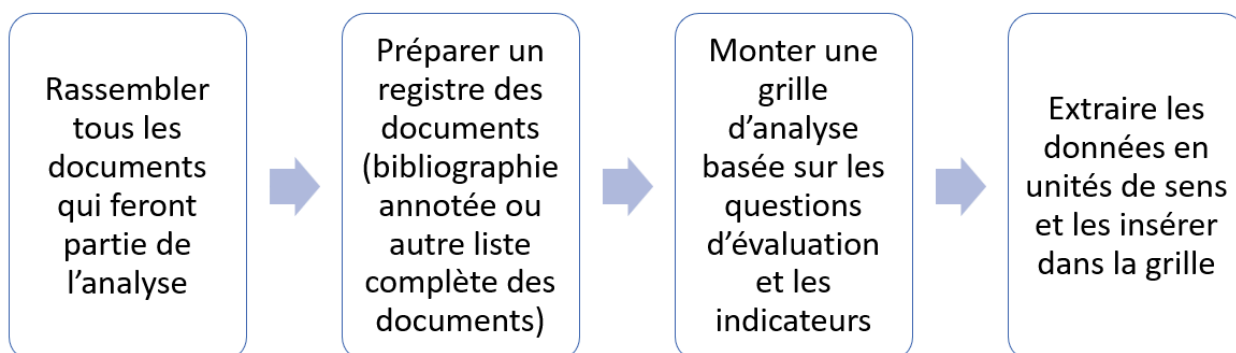 Rassembler
tous les
documents
qui feront
partie de
l’analyse
Préparer un
registre des
documents
(bibliographie
annotée ou
autre liste
complète des
documents)
Monter une
grille
d’analyse
basée sur les
questions
d’évaluation
et les
indicateurs
Extraire les
données en
unités de sens
et les insérer
dans la grille